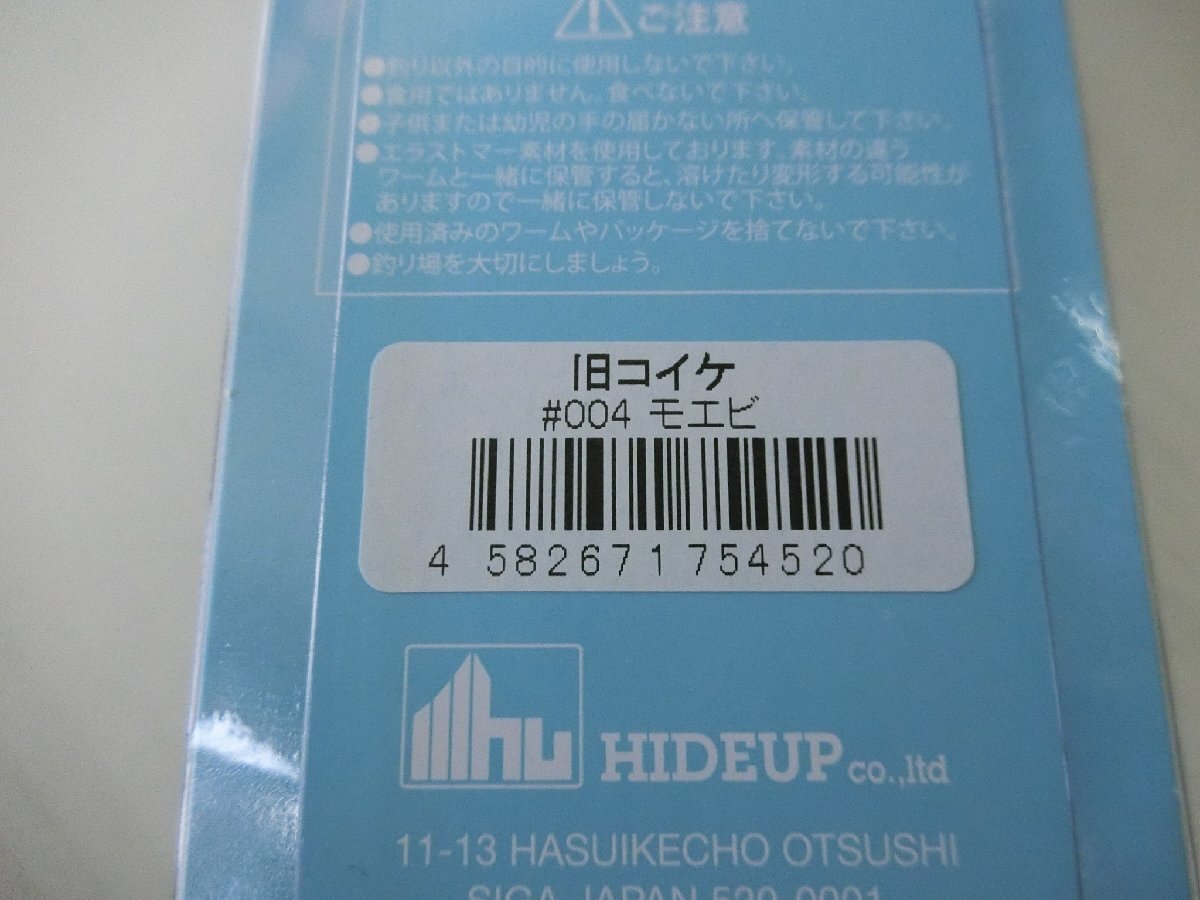 ご注意
●釣り以外の目的に使用しないで下さい。
●食用ではありません。食べないで下さい。
●子供または幼児の手の届かない所へ保管して下さい。
●エラストマー素材を使用しております。素材の違う
ワームと一緒に保管すると、溶けたり変形する可能性が
ありますので一緒に保管しないで下さい。
●使用済みのワームやパッケージを捨てないで下さい。
●釣り場を大切にしましょう。
旧コイケ
#004 モエビ
4 582671 754520
hu HIDEUP co.,ltd
11-13 HASUIKECHO OTSUSHI
SIGA JAPAN 520-0001